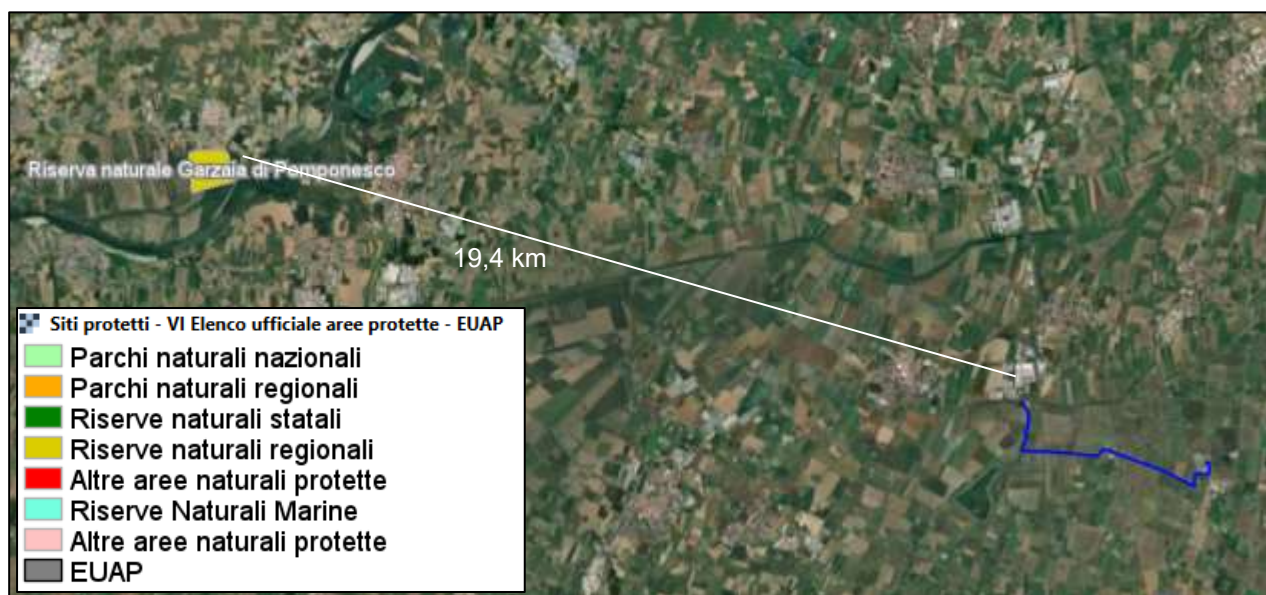 Riserva naturale Garzaia di Pomponesco
19,4 km
Siti protetti - VI Elenco ufficiale aree protette - EUAP
Parchi naturali nazionali
Parchi naturali regionali
Riserve naturali statali
Riserve naturali regionali
Altre aree naturali protette
Riserve Naturali Marine
Altre aree naturali protette
EUAP